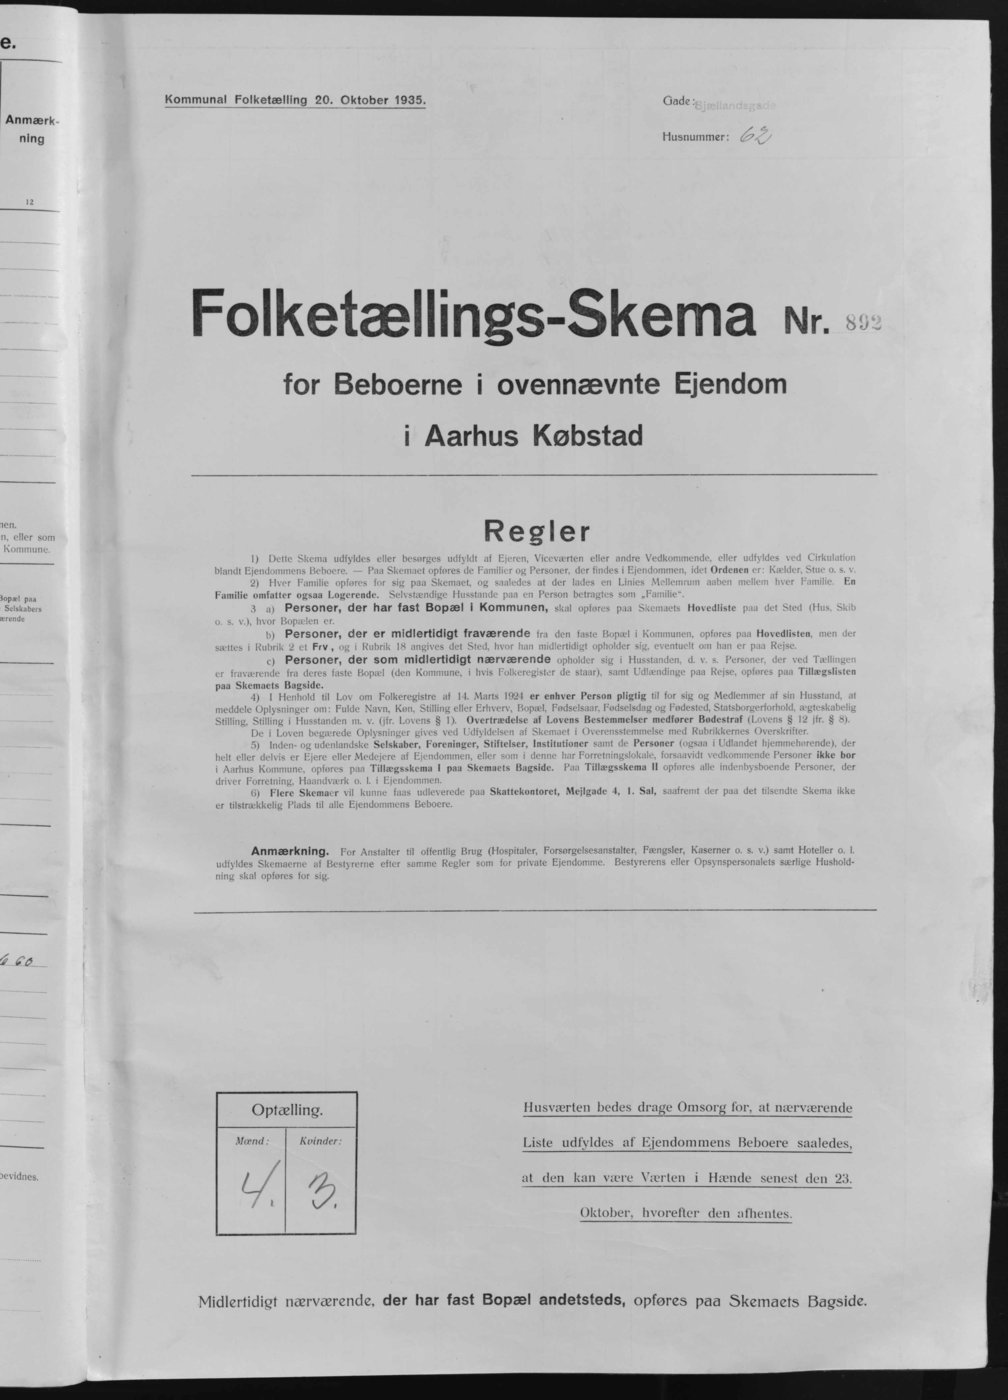 e.
Anmærk-
ning
12
nen.
n, eller som
Kommune.
Bopæl paa
Selskabers
ærende
60
bevidnes.
Kommunal Folketælling 20. Oktober 1935.
Gade: Sjællandsgade
Husnummer: 62
Folketællings-Skema Nr. 892
for Beboerne i ovennævnte Ejendom
i Aarhus Købstad
Regler
1) Dette Skema udfyldes eller besørges udfyldt af Ejeren, Viceværten eller andre Vedkommende, eller udfyldes ved Cirkulation
blandt Ejendommens Beboere. — Paa Skemaet opføres de Familier og Personer, der findes i Ejendommen, idet Ordenen er: Kælder, Stue o. s. v.
2) Hver Familie opføres for sig paa Skemaet, og saaledes at der lades en Linies Mellemrum aaben mellem hver Familie. En
Familie omfatter ogsaa Logerende. Selvstændige Husstande paa en Person betragtes som „Familie“.
3 a) Personer, der har fast Bopæl i Kommunen, skal opføres paa Skemaets Hovedliste paa det Sted (Hus, Skib
o. s. v.), hvor Bopælen er.
b) Personer, der er midlertidigt fraværende fra den faste Bopæl i Kommunen, opføres paa Hovedlisten, men der
sættes i Rubrik 2 et Frv., og i Rubrik 18 angives det Sted, hvor han midlertidigt opholder sig, eventuelt om han er paa Rejse.
c) Personer, der som midlertidigt nærværende opholder sig i Husstanden, d. v. s. Personer, der ved Tællingen
er fraværende fra deres faste Bopæl (den Kommune, i hvis Folkeregister de staar), samt Udlændinge paa Rejse, opføres paa Tillægslisten
paa Skemaets Bagside.
4) I Henhold til Lov om Folkeregistre af 14. Marts 1924 er enhver Person pligtig til for sig og Medlemmer af sin Husstand, at
meddele Oplysninger om: Fulde Navn, Køn, Stilling eller Erhverv, Bopæl, Fødselsaar, Fødselsdag og Fødested, Statsborgerforhold, ægteskabelig
Stilling, Stilling i Husstanden m. v. (jfr. Lovens § 1). Overtrædelse af Lovens Bestemmelser medfører Bødestraf (Lovens § 12 jfr. § 8).
De i Loven begærede Oplysninger gives ved Udfyldelsen af Skemaet i Overensstemmelse med Rubrikkernes Overskrifter.
5) Inden- og udenlandske Selskaber, Foreninger, Stiftelser, Institutioner samt de Personer (ogsaa i Udlandet hjemmehørende), der
helt eller delvis er Ejere eller Medejere af Ejendommen, eller som i denne har Forretningslokale, forsaavidt vedkommende Personer ikke bor
i Aarhus Kommune, opføres paa Tillægsskema I paa Skemaets Bagside. Paa Tillægsskema II opføres alle indenbysboende Personer, der
driver Forretning, Haandværk o. l. i Ejendommen.
6) Flere Skemaer vil kunne faas udleverede paa Skattekontoret, Mejlgade 4, 1. Sal, saafremt der paa det tilsendte Skema ikke
er tilstrækkelig Plads til alle Ejendommens Beboere.
Anmærkning. For Anstalter til offentlig Brug (Hospitaler, Forsørgelsesanstalter, Fængsler, Kaserner o. s. v.) samt Hoteller o. l.
udfyldes Skemaerne af Bestyrerne efter samme Regler som for private Ejendomme. Bestyrerens eller Opsynspersonalets særlige Hushold-
ning skal opføres for sig.
Optælling.
Mænd: Kvinder:
4. 3.
Husværten bedes drage Omsorg for, at nærværende
Liste udfyldes af Ejendommens Beboere saaledes,
at den kan være Værten i Hænde senest den 23.
Oktober, hvorefter den afhentes.
Midlertidigt nærværende, der har fast Bopæl andetsteds, opføres paa Skemaets Bagside.